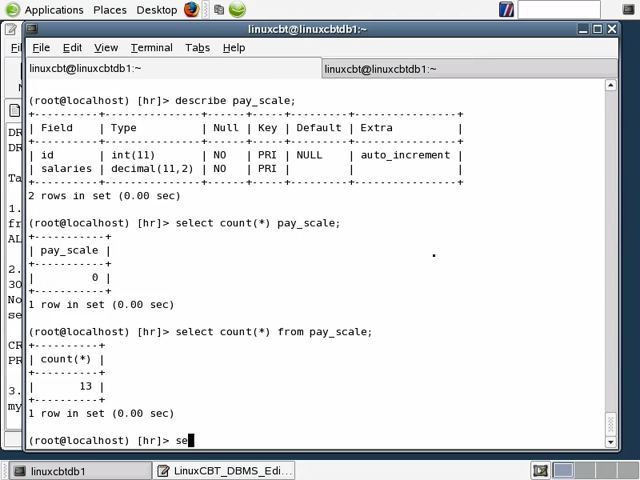 Applications Places Desktop
linuxcbt@linuxcbtdb1:~
File Edit View Terminal Tabs Help
linuxcbt@linuxcbtdb1:~ linuxcbt@linuxcbtdb1:~
(root@localhost) [hr]> describe pay_scale;
+----------+---------------+------+-----+---------+----------------+
| Field | Type | Null | Key | Default | Extra |
+----------+---------------+------+-----+---------+----------------+
| id | int(11) | NO | PRI | NULL | auto_increment |
| salaries | decimal(11,2) | NO | PRI | | |
+----------+---------------+------+-----+---------+----------------+
2 rows in set (0.00 sec)
(root@localhost) [hr]> select count(*) pay_scale;
+-----------+
| pay_scale |
+-----------+
| 0 |
+-----------+
1 row in set (0.00 sec)
(root@localhost) [hr]> select count(*) from pay_scale;
+----------+
| count(*) |
+----------+
| 13 |
+----------+
1 row in set (0.00 sec)
(root@localhost) [hr]> se
linuxcbtdb1 LinuxCBT_DBMS_Edi...